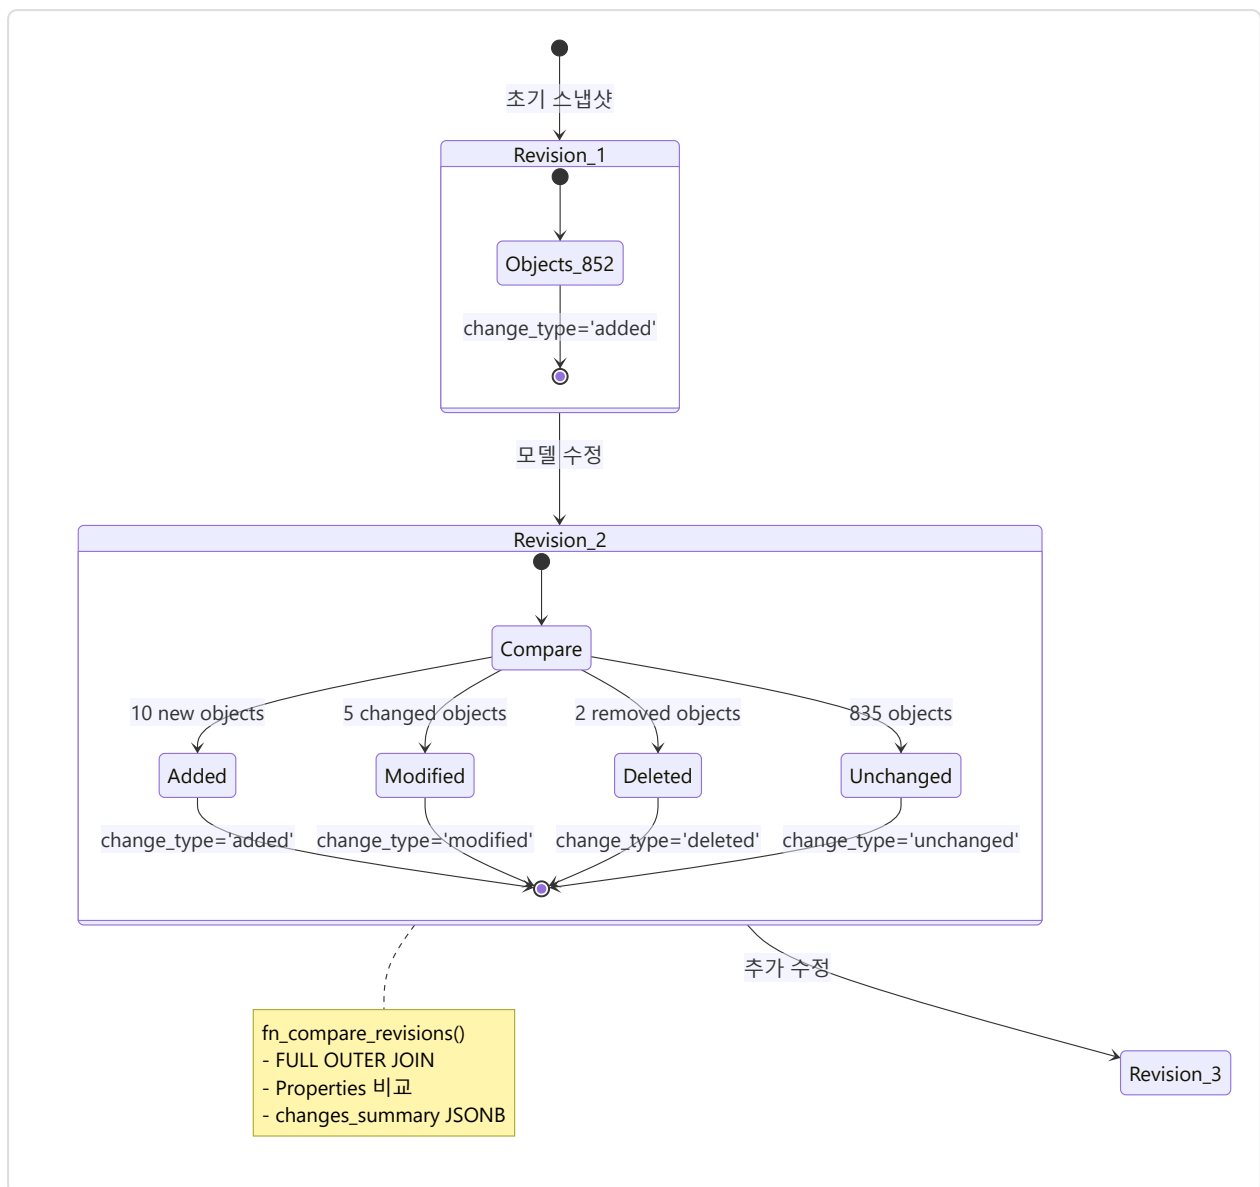 초기 스냅샷
Revision_1
Objects_852
change_type='added'
모델 수정
Revision_2
Compare
10 new objects
5 changed objects
2 removed objects
835 objects
Added
Modified
Deleted
Unchanged
change_type='added'
change_type='modified'
change_type='deleted'
change_type='unchanged'
추가 수정
fn_compare_revisions()
- FULL OUTER JOIN
- Properties 비교
- changes_summary JSONB
Revision_3